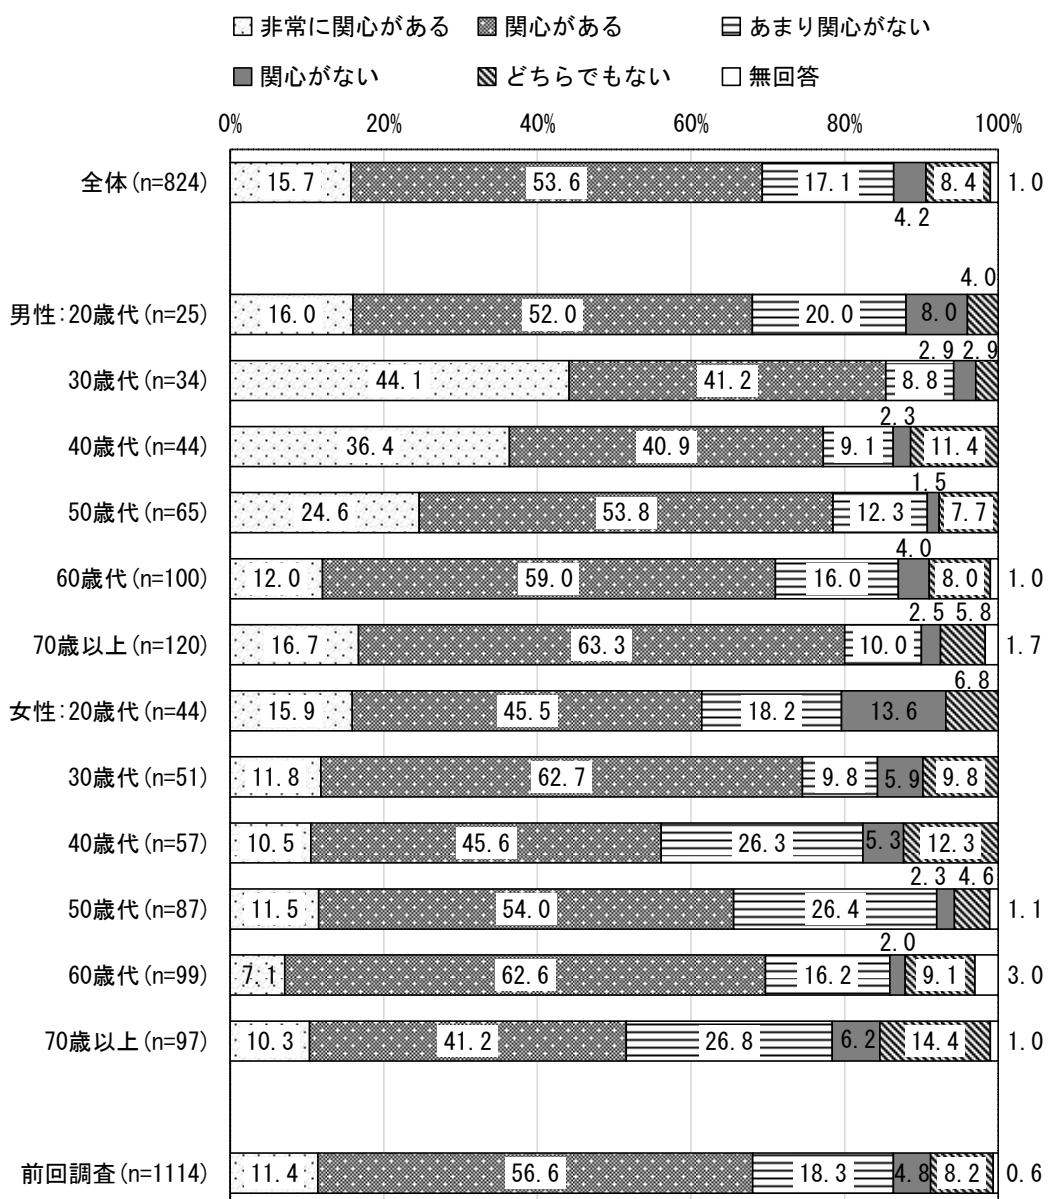 非常に関心がある 関心がある あまり関心がない
関心がない どちらでもない 無回答
0% 20% 40% 60% 80% 100%
全体(n=824) 15.7 53.6 17.1 8.4 1.0
4.2
4.0
男性:20歳代(n=25) 16.0 52.0 20.0 8.0
2.9 2.9
30歳代(n=34) 44.1 41.2 8.8
2.3
40歳代(n=44) 36.4 40.9 9.1 11.4
1.5
50歳代(n=65) 24.6 53.8 12.3 7.7
4.0
60歳代(n=100) 12.0 59.0 16.0 8.0 1.0
2.5 5.8
70歳以上(n=120) 16.7 63.3 10.0 1.7
6.8
女性:20歳代(n=44) 15.9 45.5 18.2 13.6
30歳代(n=51) 11.8 62.7 9.8 5.9 9.8
40歳代(n=57) 10.5 45.6 26.3 5.3 12.3
2.3 4.6
50歳代(n=87) 11.5 54.0 26.4 1.1
2.0
60歳代(n=99) 7.1 62.6 16.2 9.1 3.0
70歳以上(n=97) 10.3 41.2 26.8 6.2 14.4 1.0
前回調査(n=1114) 11.4 56.6 18.3 4.8 8.2 0.6